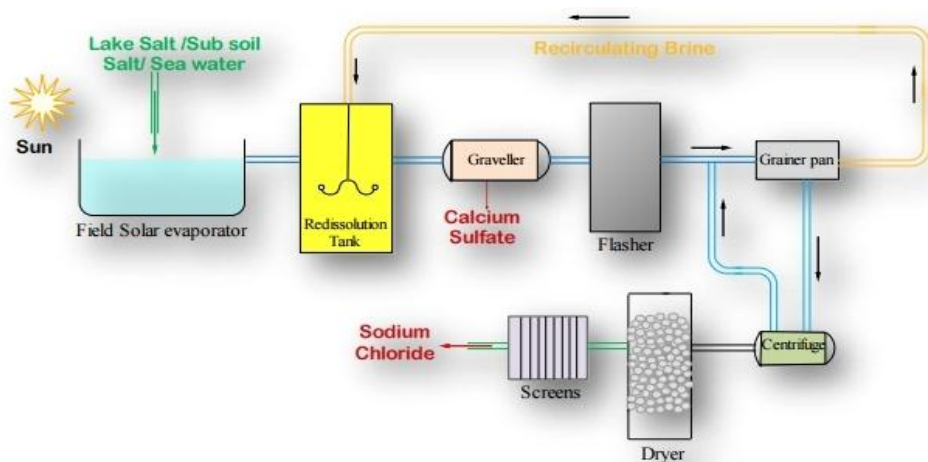 Lake Salt /Sub soil
Salt/ Sea water
Recirculating Brine
Sun
Graveller
Grainer pan
Calcium
Sulfate
Redissolution
Tank
Field Solar evaporator
Flasher
Sodium
Chloride
Centrifuge
Screens
Dryer